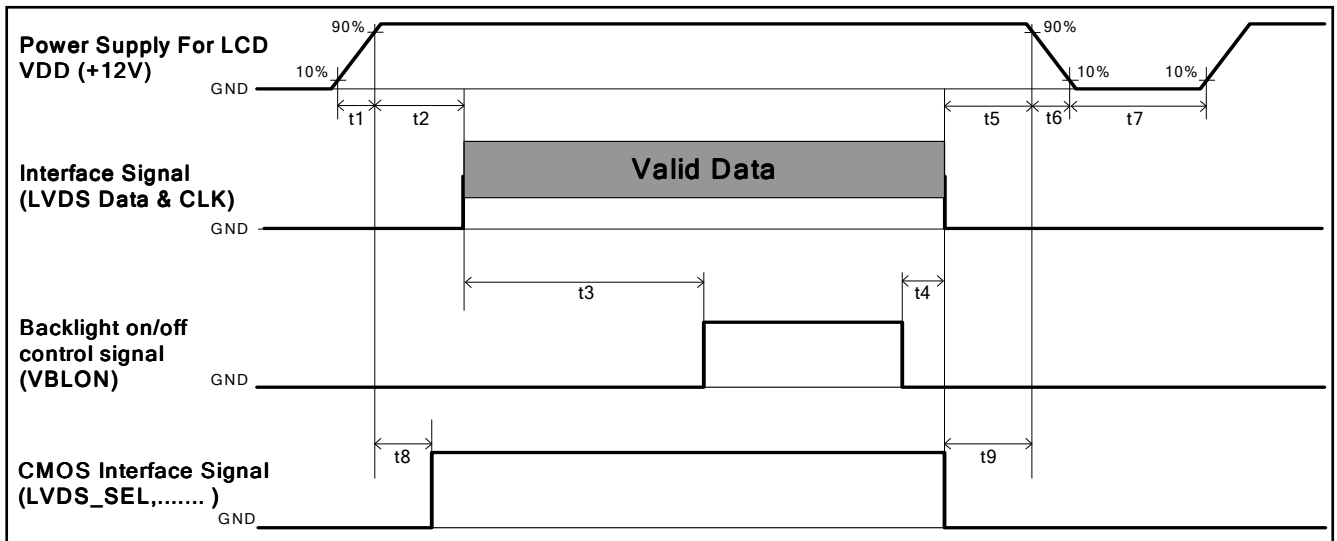 90%
90%
Power Supply For LCD
VDD (+12V)
10%
10%
10%
GND
t1
t2
t5
t6
t7
Valid Data
Interface Signal
(LVDS Data & CLK)
GND
t3
t4
Backlight on/off
control signal
(VBLON)
GND
t8
t9
CMOS Interface Signal
(LVDS_SEL,....... )
GND